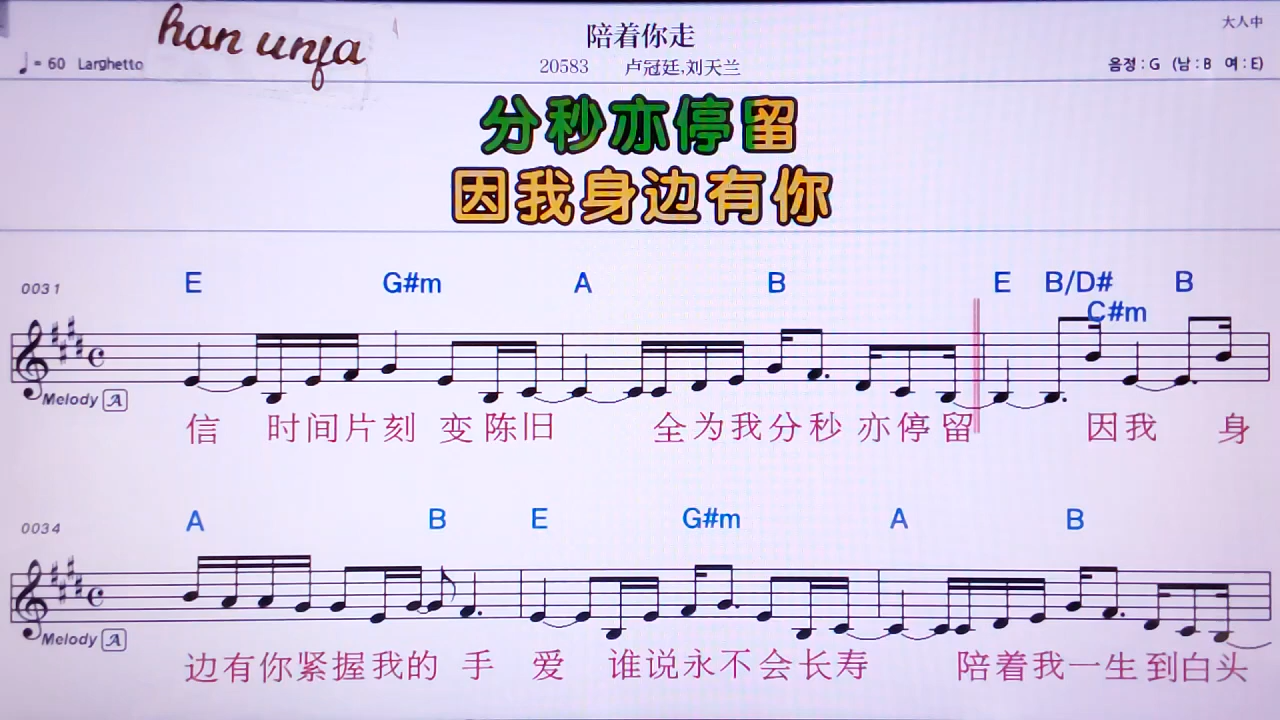 han unfa
陪着你走
大人中
♩= 60 Larghetto
20583 卢冠廷,刘天兰
음정 : G (남 : B 여 : E)
分秒亦停留
因我身边有你
0031 E G#m A B E B/D# C#m B
Melody A
信 时间片刻 变陈旧 全为我分秒 亦停留 因我 身
0034 A B E G#m A B
Melody A
边有你紧握我的 手 爱 谁说永不会长寿 陪着我一生到白头